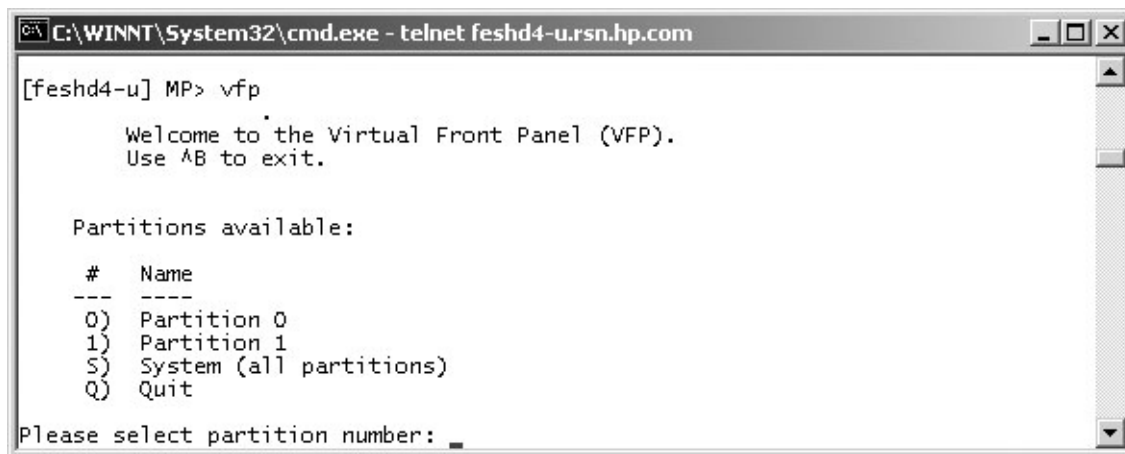 C:\WINNT\System32\cmd.exe - telnet feshd4-u.rsn.hp.com
[feshd4-u] MP> vfp
Welcome to the Virtual Front Panel (VFP).
Use ^B to exit.
Partitions available:
#   Name
---  ----
0)  Partition 0
1)  Partition 1
S)  System (all partitions)
Q)  Quit
Please select partition number: _